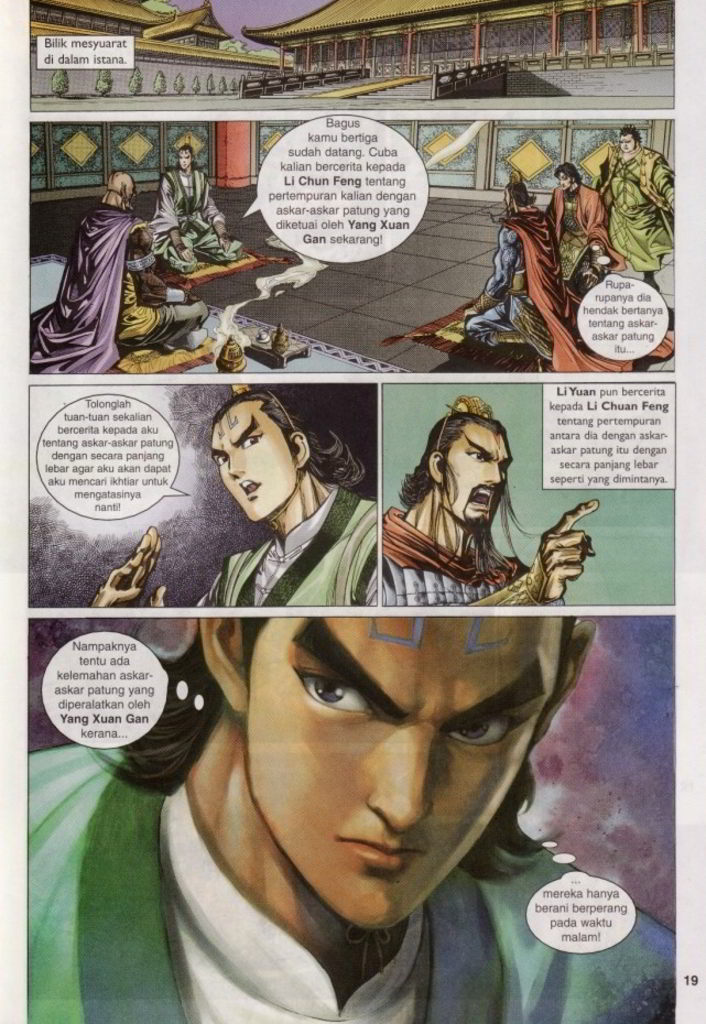 Bilik mesyuarat
di dalam istana.
Bagus
kamu bertiga
sudah datang. Cuba
kalian bercerita kepada
Li Chun Feng tentang
pertempuran kalian dengan
askar-askar patung yang
diketuai oleh Yang Xuan
Gan sekarang!
Rupa-
rupanya dia
hendak bertanya
tentang askar-
askar patung
itu...
Tolonglah
tuan-tuan sekalian
bercerita kepada aku
tentang askar-askar patung
dengan secara panjang
lebar agar aku akan dapat
aku mencari ikhtiar untuk
mengatasinya
nanti!
Li Yuan pun bercerita
kepada Li Chuan Feng
tentang pertempuran
antara dia dengan askar-
askar patung itu dengan
secara panjang lebar
seperti yang dimintanya.
Nampaknya
tentu ada
kelemahan askar-
askar patung yang
diperalatkan oleh
Yang Xuan Gan
kerana...
...
mereka hanya
berani berperang
pada waktu
malam!
19